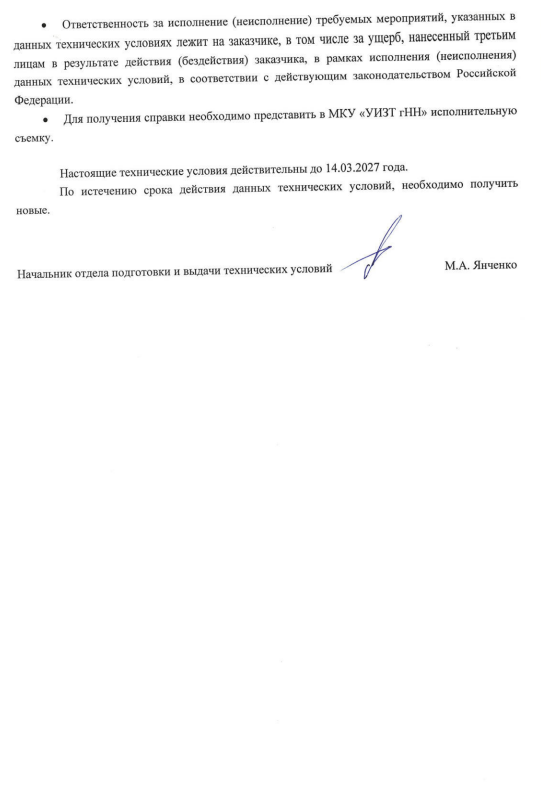 • Ответственность за исполнение (неисполнение) требуемых мероприятий, указанных в
данных технических условиях лежит на заказчике, в том числе за ущерб, нанесенный третьим
лицам в результате действия (бездействия) заказчика, в рамках исполнения (неисполнения)
данных технических условий, в соответствии с действующим законодательством Российской
Федерации.
• Для получения справки необходимо представить в МКУ «УИЗТ гНН» исполнительную
съемку.
Настоящие технические условия действительны до 14.03.2027 года.
По истечению срока действия данных технических условий, необходимо получить
новые.
Начальник отдела подготовки и выдачи технических условий М.А. Янченко